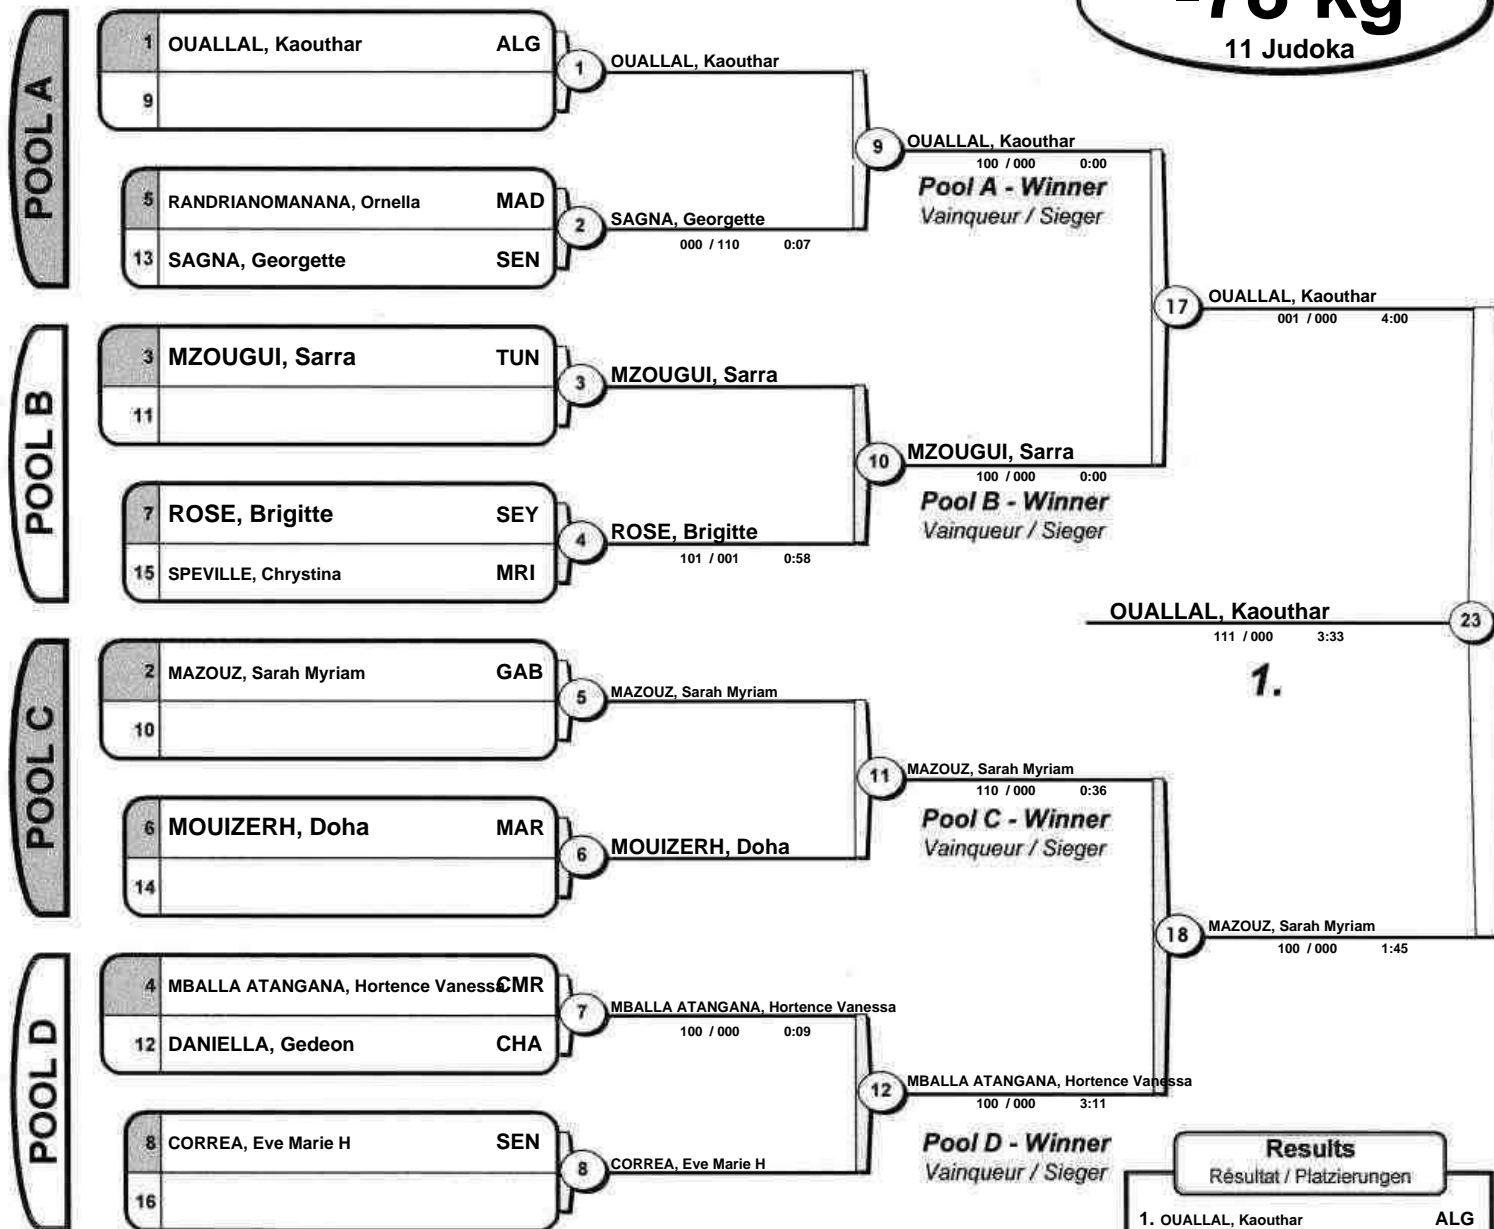 -78 kg
11 Judoka
POOL A
1 OUALLAL, Kaouthar ALG
9
5 RANDRIANOMANANA, Ornella MAD
13 SAGNA, Georgette SEN
1 OUALLAL, Kaouthar
2 SAGNA, Georgette
000 / 110 0:07
9 OUALLAL, Kaouthar
100 / 000 0:00
Pool A - Winner
Vainqueur / Sieger
POOL B
3 MZOUGUI, Sarra TUN
11
7 ROSE, Brigitte SEY
15 SPEVILLE, Chrystina MRI
3 MZOUGUI, Sarra
4 ROSE, Brigitte
101 / 001 0:58
10 MZOUGUI, Sarra
100 / 000 0:00
Pool B - Winner
Vainqueur / Sieger
17 OUALLAL, Kaouthar
001 / 000 4:00
OUALLAL, Kaouthar 23
111 / 000 3:33
1.
POOL C
2 MAZOUZ, Sarah Myriam GAB
10
6 MOUIZERH, Doha MAR
14
5 MAZOUZ, Sarah Myriam
6 MOUIZERH, Doha
11 MAZOUZ, Sarah Myriam
110 / 000 0:36
Pool C - Winner
Vainqueur / Sieger
18 MAZOUZ, Sarah Myriam
100 / 000 1:45
POOL D
4 MBALLA ATANGANA, Hortence Vanessa CMR
12 DANIELLA, Gedeon CHA
8 CORREA, Eve Marie H SEN
16
7 MBALLA ATANGANA, Hortence Vanessa
100 / 000 0:09
8 CORREA, Eve Marie H
12 MBALLA ATANGANA, Hortence Vanessa
100 / 000 3:11
Pool D - Winner
Vainqueur / Sieger
Results
Résultat / Platzierungen
1. OUALLAL, Kaouthar ALG